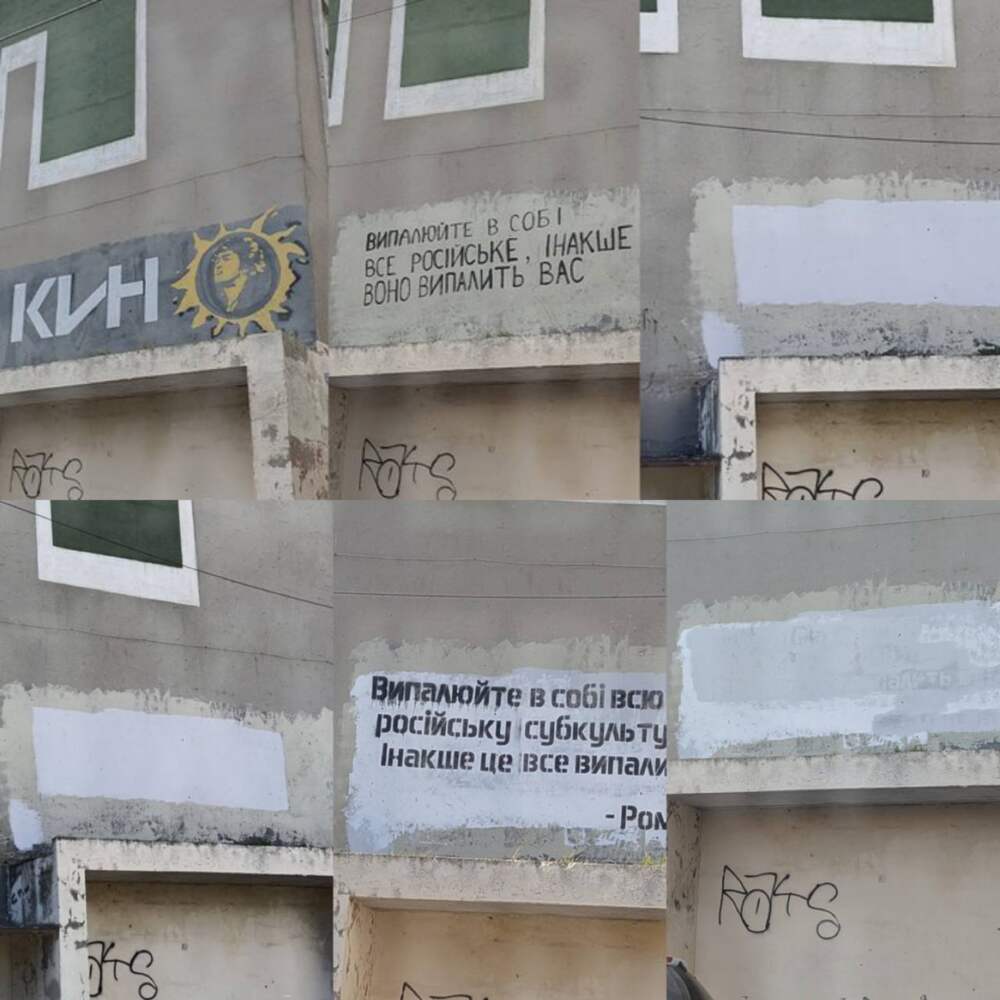 КИН
ВИПАЛЮЙТЕ В СОБІ
ВСЕ РОСІЙСЬКЕ, ІНАКШЕ
ВОНО ВИПАЛИТЬ ВАС
Випалюйте в собі всю
російську субкульту
Інакше це все випали
- Ром